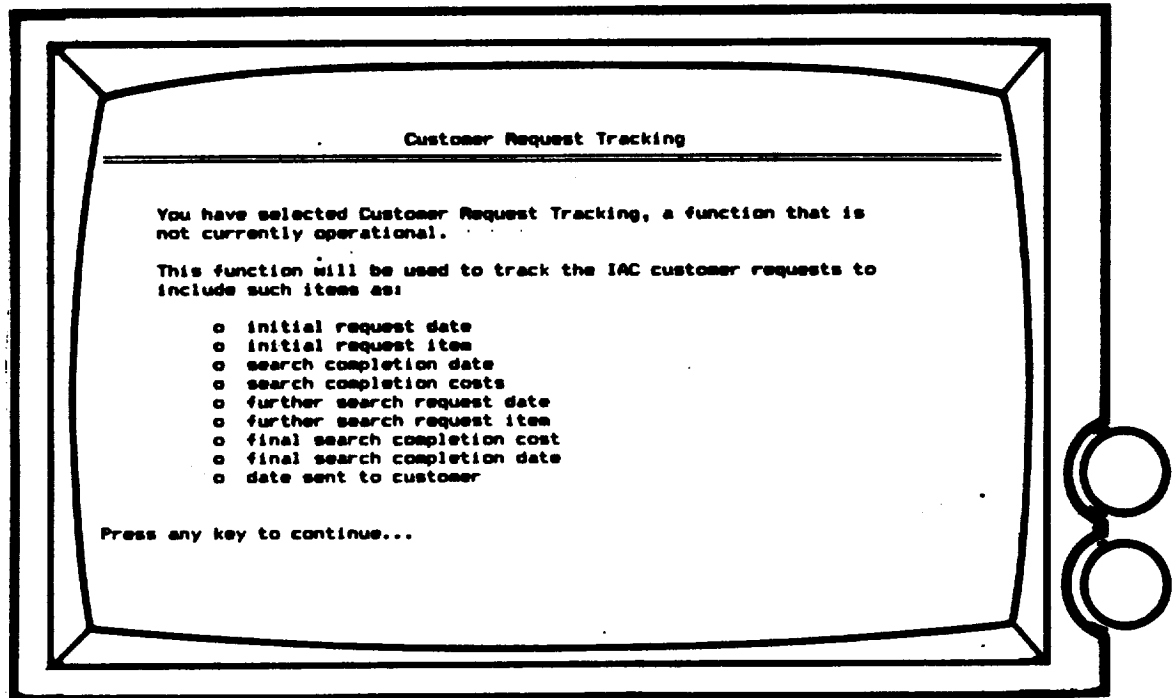 Customer Request Tracking
You have selected Customer Request Tracking, a function that is
not currently operational.
This function will be used to track the IAC customer requests to
include such items as:
o initial request date
o initial request item
o search completion date
o search completion costs
o further search request date
o further search request item
o final search completion cost
o final search completion date
o date sent to customer
Press any key to continue...